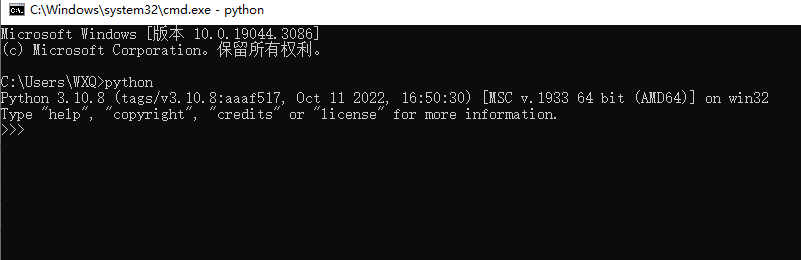 C:\Windows\system32\cmd.exe - python
Microsoft Windows [版本 10.0.19044.3086]
(c) Microsoft Corporation。保留所有权利。
C:\Users\WXQ>python
Python 3.10.8 (tags/v3.10.8:aaaf517, Oct 11 2022, 16:50:30) [MSC v.1933 64 bit (AMD64)] on win32
Type "help", "copyright", "credits" or "license" for more information.
>>>